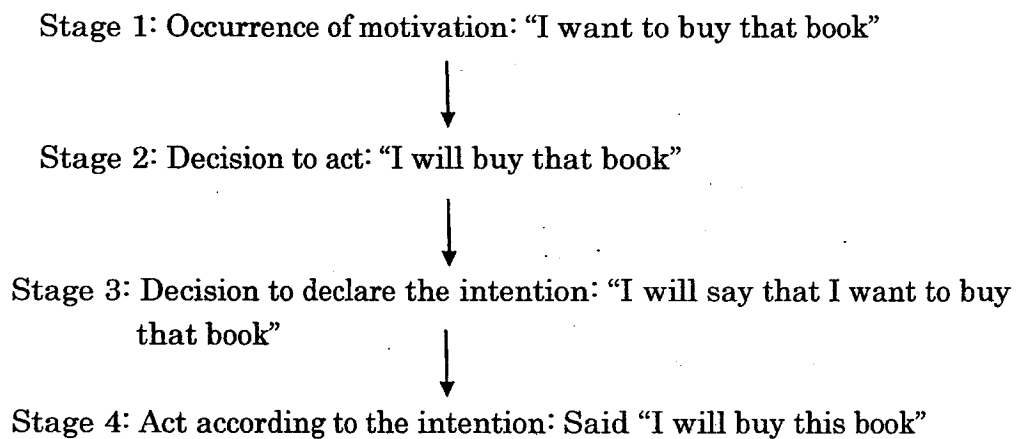 Stage 1: Occurrence of motivation: “I want to buy that book”
Stage 2: Decision to act: “I will buy that book”
Stage 3: Decision to declare the intention: “I will say that I want to buy
that book”
Stage 4: Act according to the intention: Said “I will buy this book”